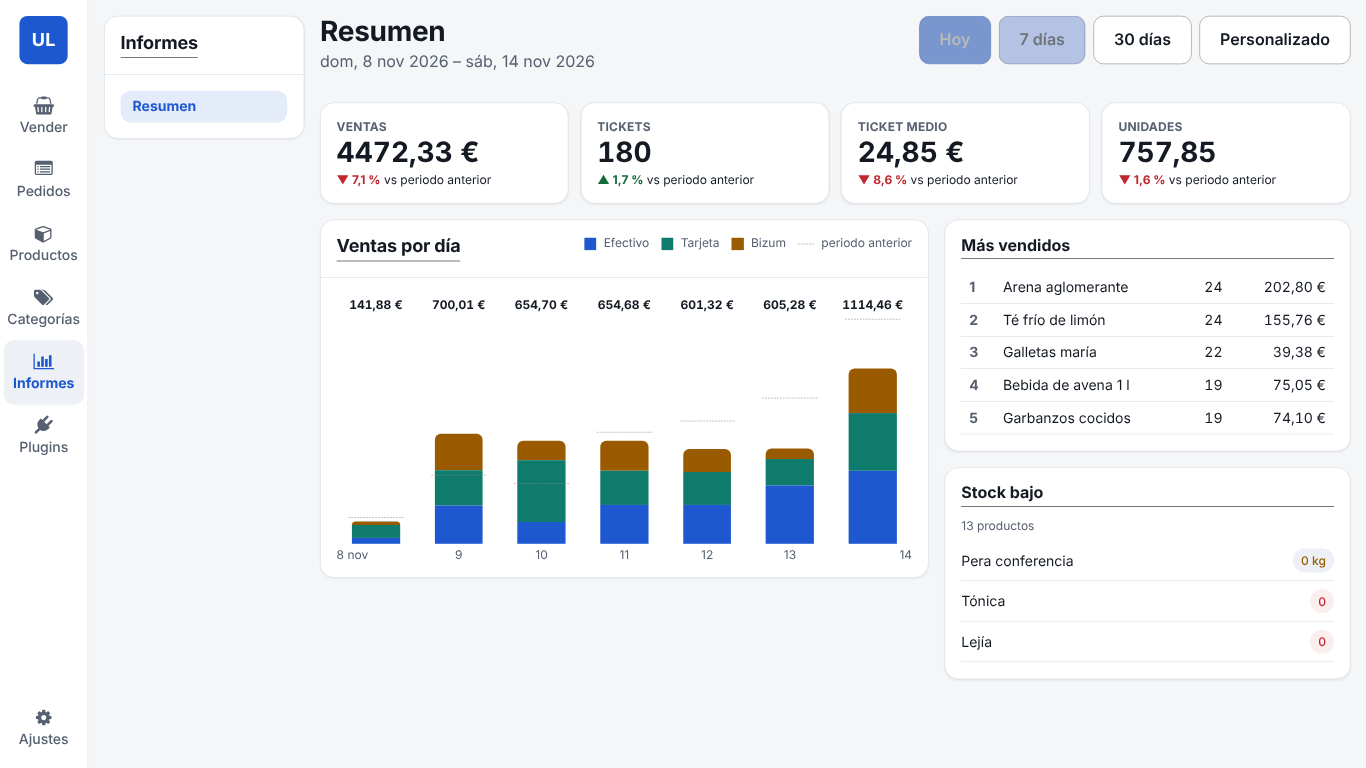 UL
Vender
Pedidos
Productos
Categorías
Informes
Plugins
Ajustes
Informes
Resumen
Resumen
dom, 8 nov 2026 – sáb, 14 nov 2026
Hoy
7 días
30 días
Personalizado
VENTAS
4472,33 €
▼ 7,1 % vs periodo anterior
TICKETS
180
▲ 1,7 % vs periodo anterior
TICKET MEDIO
24,85 €
▼ 8,6 % vs periodo anterior
UNIDADES
757,85
▼ 1,6 % vs periodo anterior
Ventas por día
Efectivo Tarjeta Bizum periodo anterior
141,88 € 700,01 € 654,70 € 654,68 € 601,32 € 605,28 € 1114,46 €
8 nov 9 10 11 12 13 14
Más vendidos
1 Arena aglomerante 24 202,80 €
2 Té frío de limón 24 155,76 €
3 Galletas maría 22 39,38 €
4 Bebida de avena 1 l 19 75,05 €
5 Garbanzos cocidos 19 74,10 €
Stock bajo
13 productos
Pera conferencia 0 kg
Tónica 0
Lejía 0